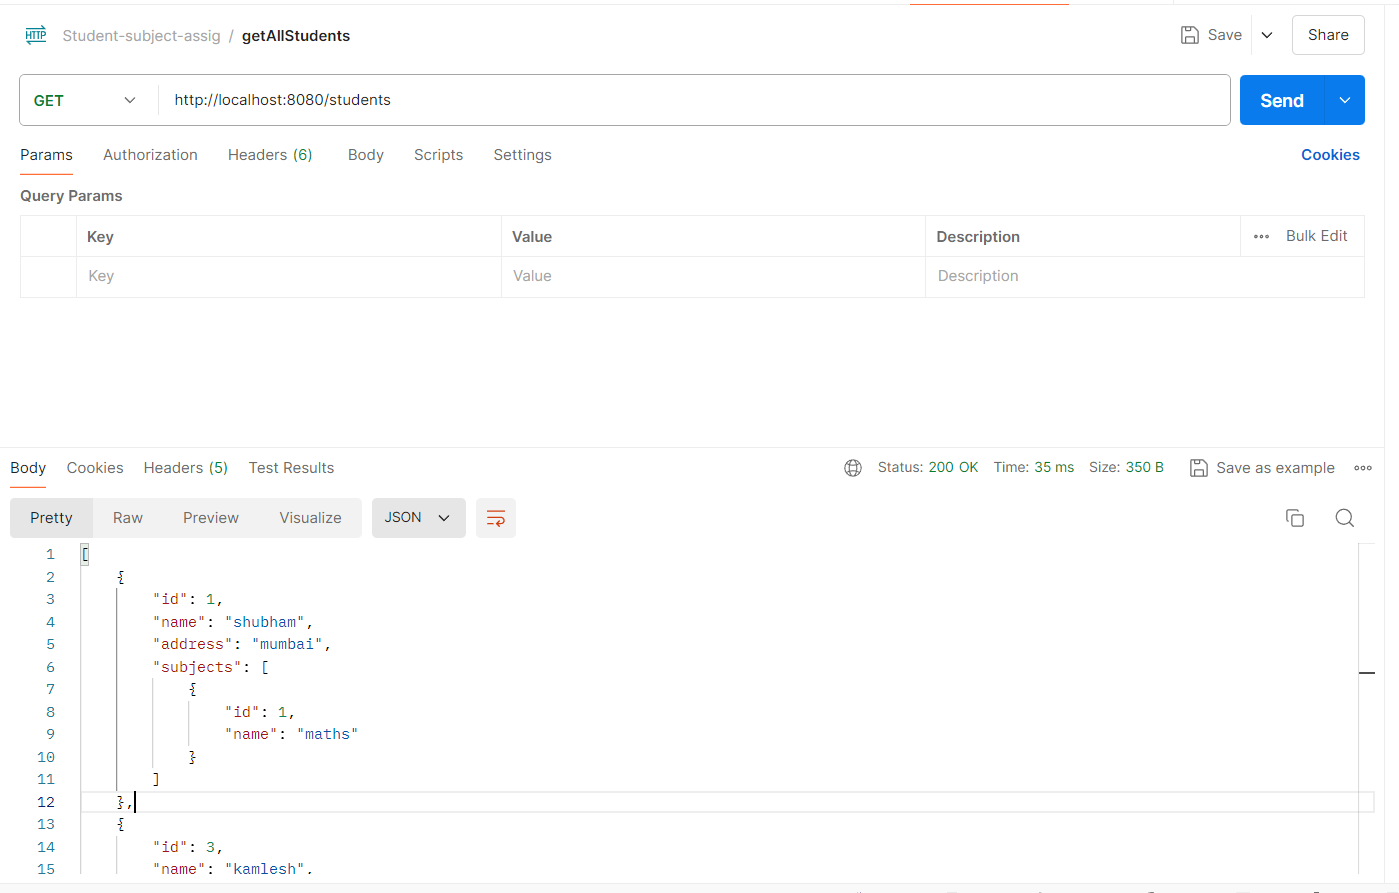 HTTP Student-subject-assig / getAllStudents Save Share
GET http://localhost:8080/students Send
Params Authorization Headers (6) Body Scripts Settings Cookies
Query Params
Key Value Description ••• Bulk Edit
Key Value Description
Body Cookies Headers (5) Test Results Status: 200 OK Time: 35 ms Size: 350 B Save as example
Pretty Raw Preview Visualize JSON
1 [
2 {
3 "id": 1,
4 "name": "shubham",
5 "address": "mumbai",
6 "subjects": [
7 {
8 "id": 1,
9 "name": "maths"
10 }
11 ]
12 },
13 {
14 "id": 3,
15 "name": "kamlesh",